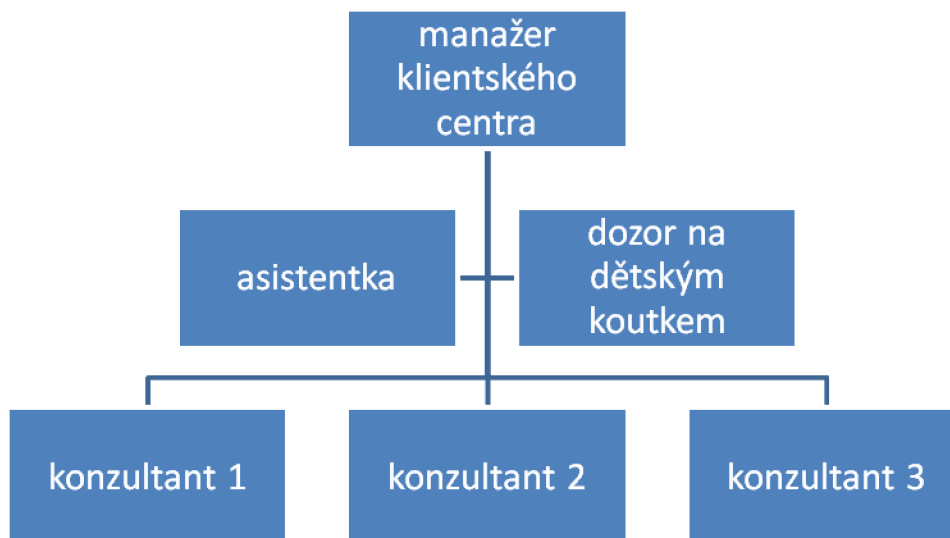 manažer
klientského
centra
asistentka
dozor na
dětským
koutkem
konzultant 1
konzultant 2
konzultant 3